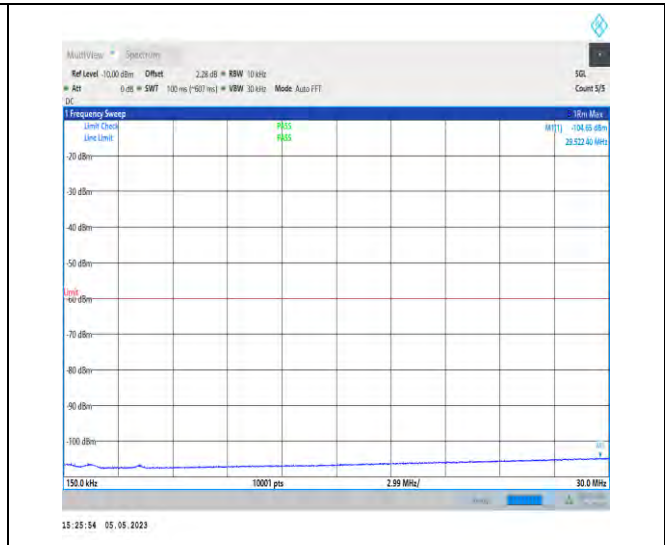 MultiView Spectrum
Ref Level -10.00 dBm Offset 2.28 dB RBW 10 kHz SGL
Att 0 dB SWT 100 ms (~607 ms) VBW 30 kHz Mode Auto FFT Count 5/5
DC
1 Frequency Sweep 1Rm Max
Limit Check PASS M1[1] -104.65 dBm
Line Limit PASS 29.522 40 MHz
-20 dBm
-30 dBm
-40 dBm
-50 dBm
Limit
-60 dBm
-70 dBm
-80 dBm
-90 dBm
-100 dBm
M1
150.0 kHz 10001 pts 2.99 MHz/ 30.0 MHz
15:25:54 05.05.2023